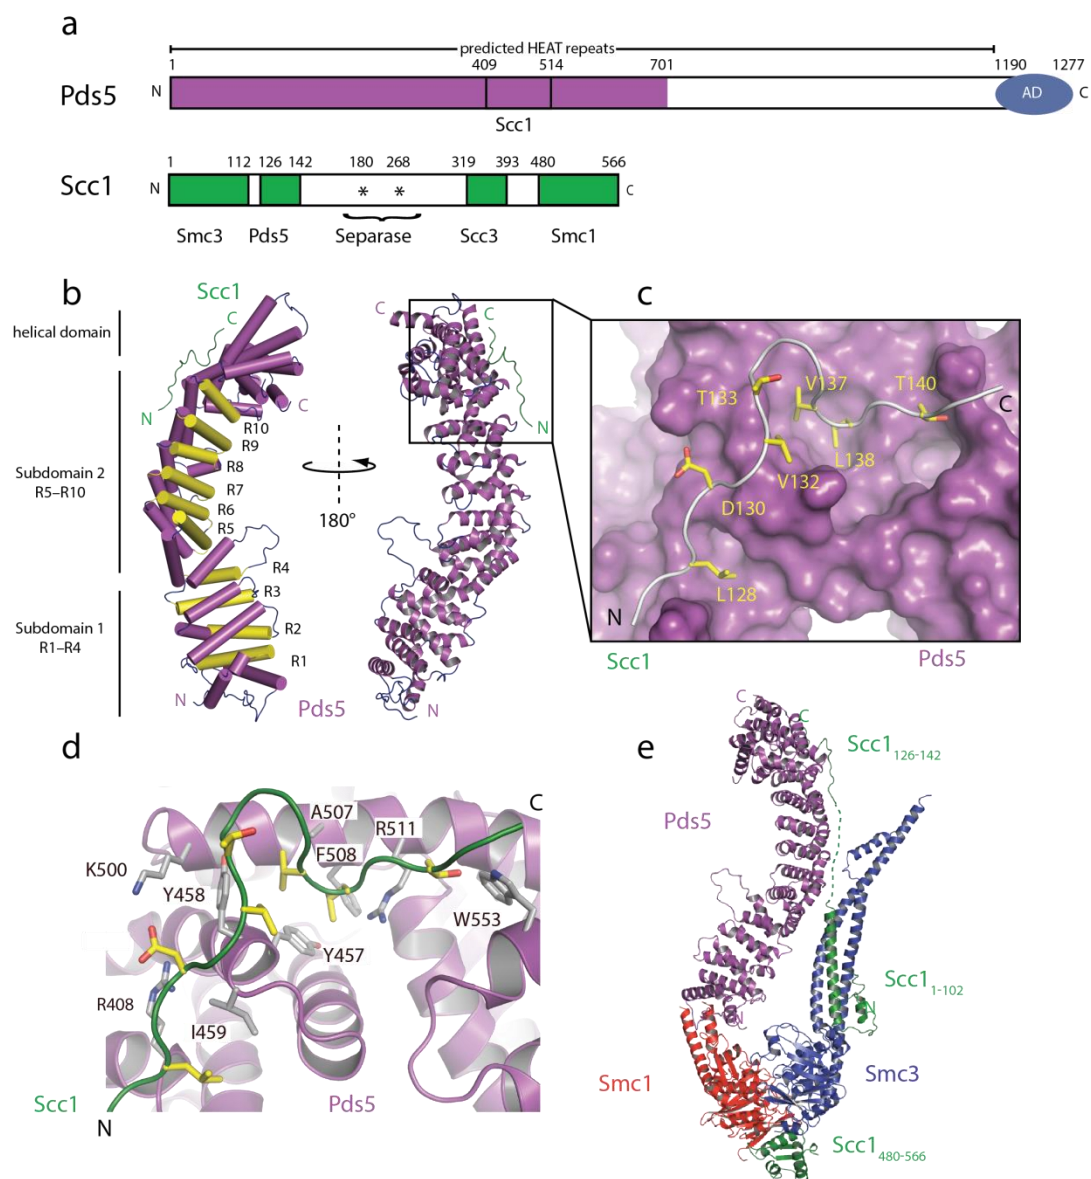 a
predicted HEAT repeats
1 409 514 701 1190 1277
Pds5 N AD C
Scc1
1 112 126 142 180 268 319 393 480 566
Scc1 N * * C
Smc3 Pds5 Separase Scc3 Smc1
b
Scc1
C
helical domain
N
C
R10
R9
Subdomain 2
R5–R10
R8
R7
R6
R5
R4
R3
Subdomain 1
R1–R4
R2
R1
N
Pds5
180°
C
C
N
N
c
T133
V137
T140
C
L138
V132
D130
L128
N
Scc1
Pds5
d
C
A507
R511
K500
F508
Y458
W553
Y457
R408
I459
Scc1
Pds5
N
e
C
C
Scc1126-142
Pds5
N
Scc11-102
N
Smc1
Smc3
Scc1480-566